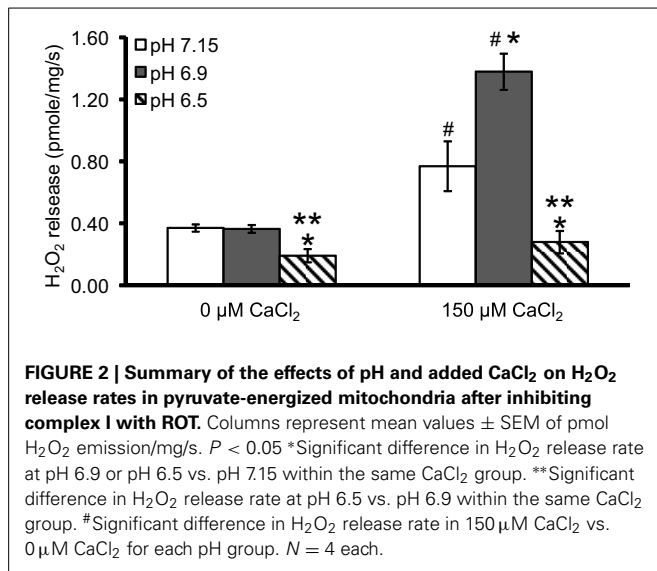 1.60
1.20
0.80
0.40
0.00
H₂O₂ relsease (pmole/mg/s)
pH 7.15
pH 6.9
pH 6.5
**
*
#
# *
**
*
0 µM CaCl₂
150 µM CaCl₂
FIGURE 2 | Summary of the effects of pH and added CaCl₂ on H₂O₂
release rates in pyruvate-energized mitochondria after inhibiting
complex I with ROT. Columns represent mean values ± SEM of pmol
H₂O₂ emission/mg/s. P < 0.05 *Significant difference in H₂O₂ release rate
at pH 6.9 or pH 6.5 vs. pH 7.15 within the same CaCl₂ group. **Significant
difference in H₂O₂ release rate at pH 6.5 vs. pH 6.9 within the same CaCl₂
group. #Significant difference in H₂O₂ release rate in 150 µM CaCl₂ vs.
0 µM CaCl₂ for each pH group. N = 4 each.